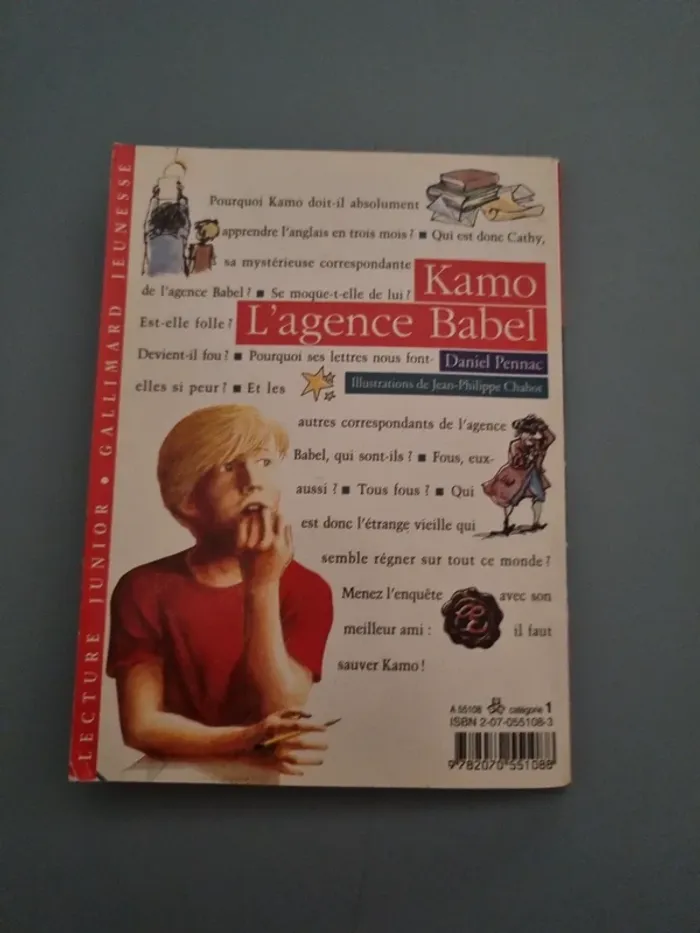 LECTURE JUNIOR • GALLIMARD JEUNESSE
Pourquoi Kamo doit-il absolument
apprendre l'anglais en trois mois ? ■ Qui est donc Cathy,
sa mystérieuse correspondante
Kamo
de l'agence Babel ? ■ Se moque-t-elle de lui ?
Est-elle folle ?
L'agence Babel
Devient-il fou ? ■ Pourquoi ses lettres nous font-
Daniel Pennac
elles si peur ? ■ Et les
Illustrations de Jean-Philippe Chabot
autres correspondants de l'agence
Babel, qui sont-ils ? ■ Fous, eux-
aussi ? ■ Tous fous ? ■ Qui
est donc l'étrange vieille qui
semble régner sur tout ce monde ?
Menez l'enquête avec son
meilleur ami : il faut
sauver Kamo !
A 55108 catégorie 1
ISBN 2-07-055108-3
9 782070 551088